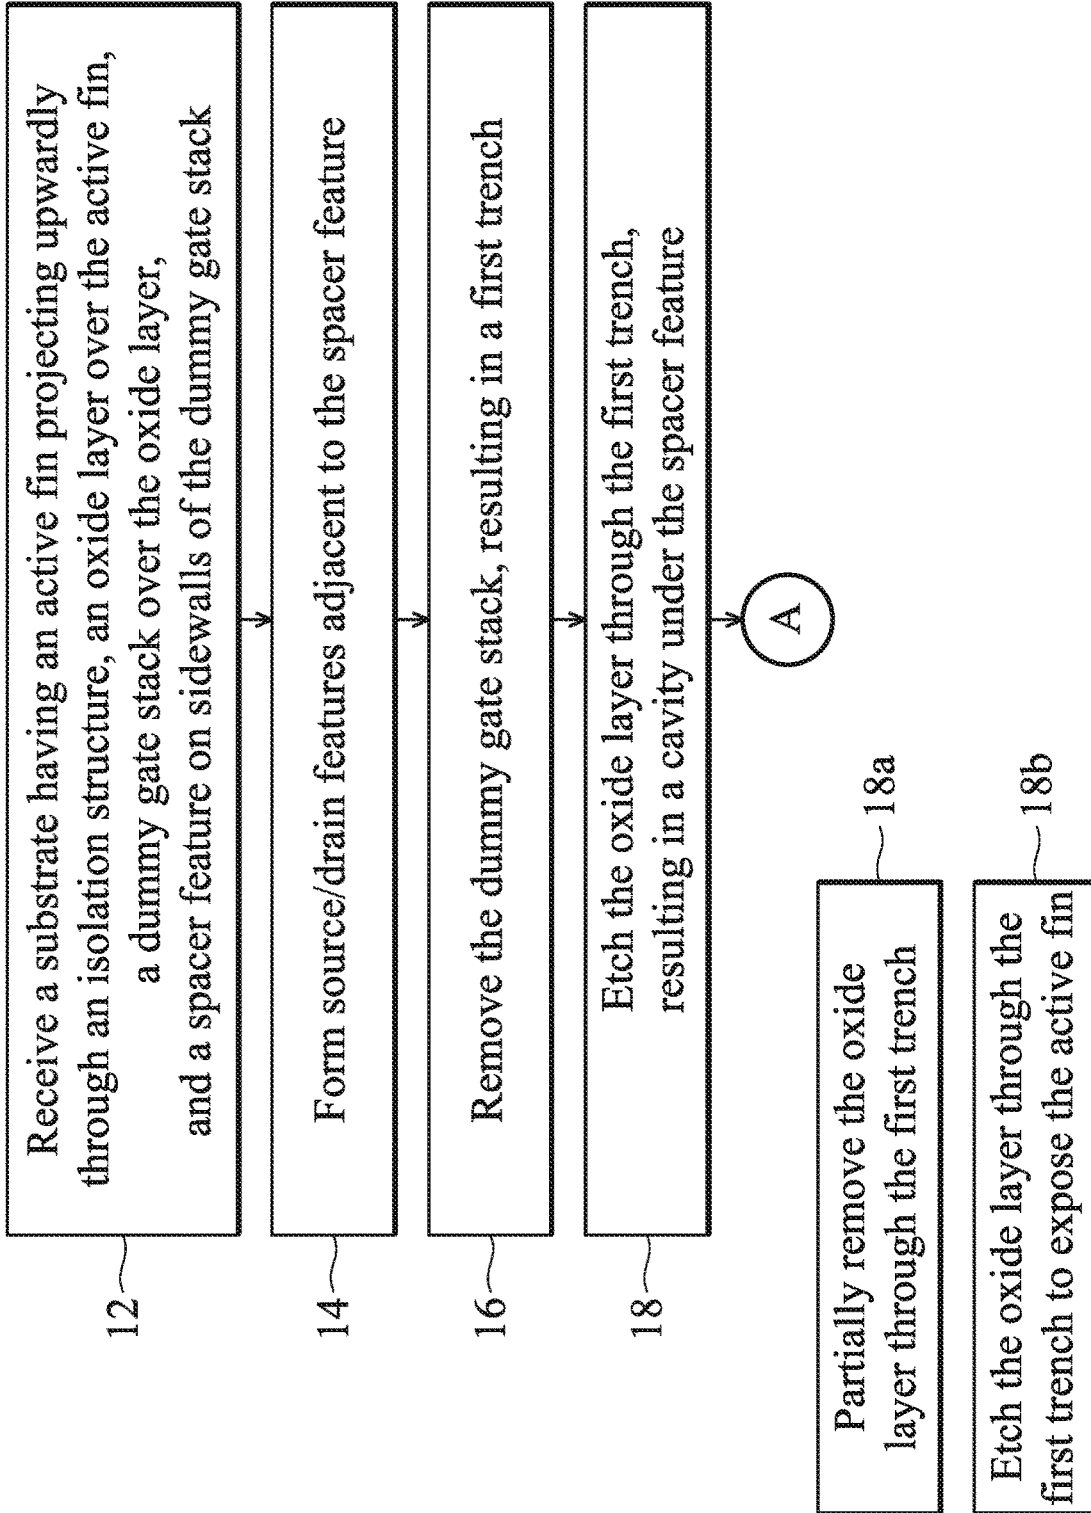 Receive a substrate having an active fin projecting upwardly
through an isolation structure, an oxide layer over the active fin,
a dummy gate stack over the oxide layer,
and a spacer feature on sidewalls of the dummy gate stack
12
Form source/drain features adjacent to the spacer feature
14
Remove the dummy gate stack, resulting in a first trench
16
Etch the oxide layer through the first trench,
resulting in a cavity under the spacer feature
18
A
Partially remove the oxide
layer through the first trench
18a
Etch the oxide layer through the
first trench to expose the active fin
18b